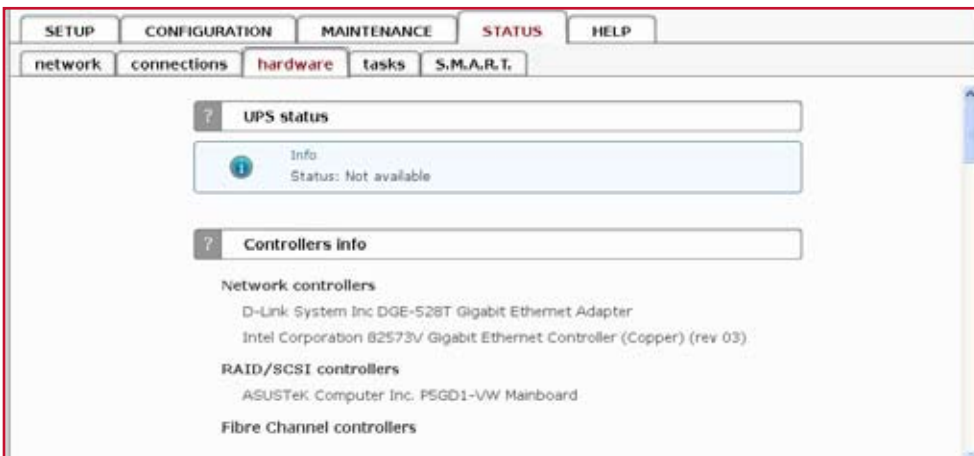 SETUP CONFIGURATION MAINTENANCE STATUS HELP
network connections hardware tasks S.M.A.R.T.
? UPS status
Info
Status: Not available
? Controllers info
Network controllers
D-Link System Inc DGE-528T Gigabit Ethernet Adapter
Intel Corporation 82573V Gigabit Ethernet Controller (Copper) (rev 03)
RAID/SCSI controllers
ASUSTeK Computer Inc. P5GD1-VW Mainboard
Fibre Channel controllers